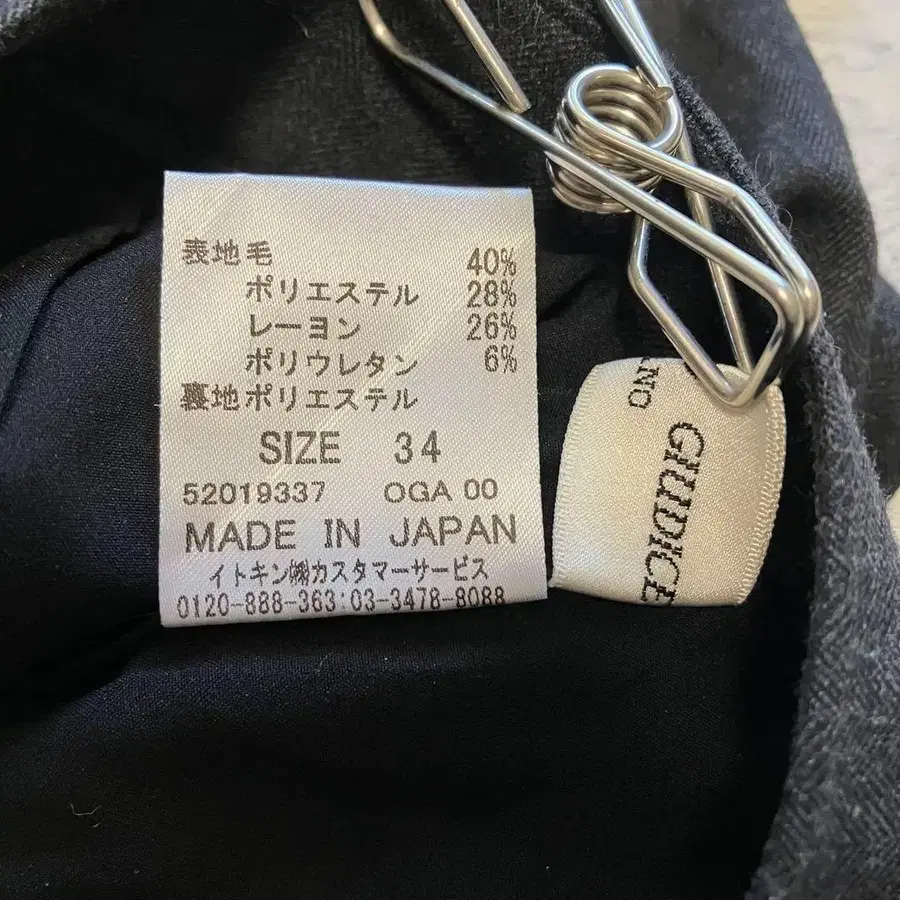 表地毛 40%
ポリエステル 28%
レーヨン 26%
ポリウレタン 6%
裏地ポリエステル
SIZE 34
52019337 OGA 00
MADE IN JAPAN
イトキン㈱カスタマーサービス
0120-888-363:03-3478-8088
GIUDICE